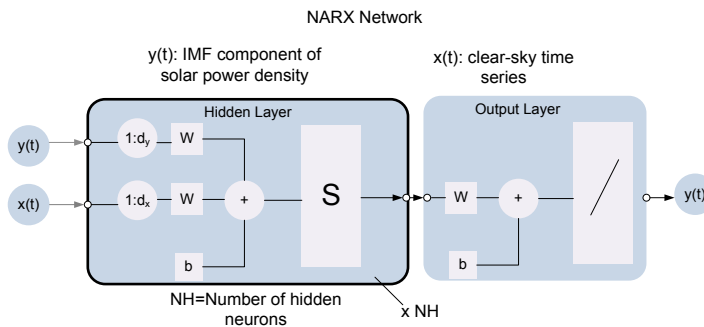 NARX Network
y(t): IMF component of
solar power density
x(t): clear-sky time
series
Hidden Layer
Output Layer
y(t)
1:dy
W
x(t)
1:dx
W
+
S
b
W
+
b
y(t)
NH=Number of hidden
neurons
x NH